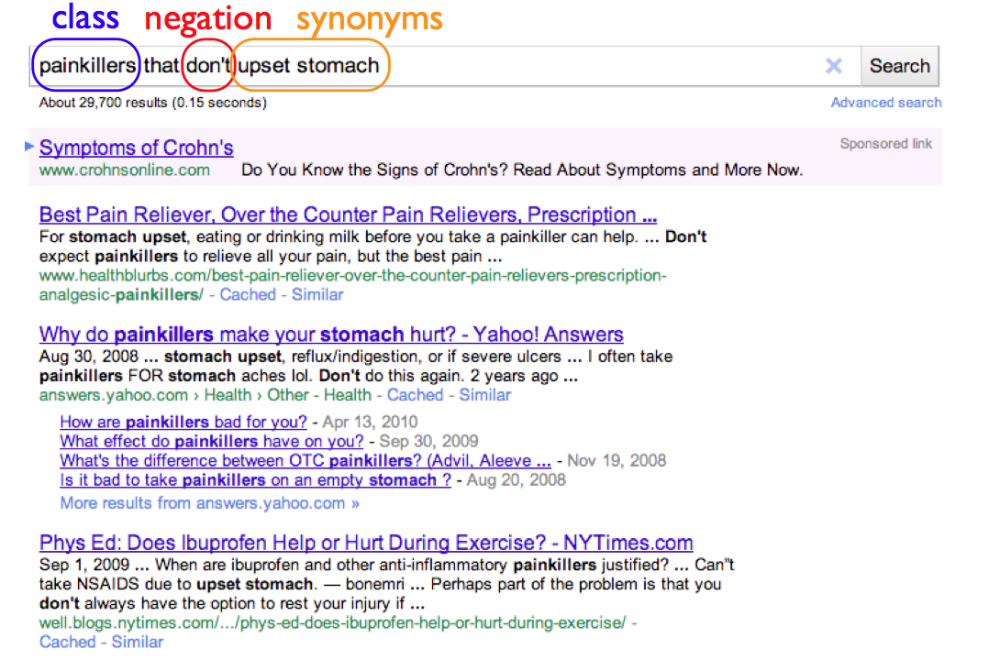 class negation synonyms
painkillers that don't upset stomach × Search
About 29,700 results (0.15 seconds) Advanced search
Symptoms of Crohn's Sponsored link
www.crohnsonline.com Do You Know the Signs of Crohn's? Read About Symptoms and More Now.
Best Pain Reliever, Over the Counter Pain Relievers, Prescription ...
For stomach upset, eating or drinking milk before you take a painkiller can help. ... Don't
expect painkillers to relieve all your pain, but the best pain ...
www.healthblurbs.com/best-pain-reliever-over-the-counter-pain-relievers-prescription-
analgesic-painkillers/ - Cached - Similar
Why do painkillers make your stomach hurt? - Yahoo! Answers
Aug 30, 2008 ... stomach upset, reflux/indigestion, or if severe ulcers ... I often take
painkillers FOR stomach aches lol. Don't do this again. 2 years ago ...
answers.yahoo.com › Health › Other - Health - Cached - Similar
How are painkillers bad for you? - Apr 13, 2010
What effect do painkillers have on you? - Sep 30, 2009
What's the difference between OTC painkillers? (Advil, Aleeve ... - Nov 19, 2008
Is it bad to take painkillers on an empty stomach ? - Aug 20, 2008
More results from answers.yahoo.com »
Phys Ed: Does Ibuprofen Help or Hurt During Exercise? - NYTimes.com
Sep 1, 2009 ... When are ibuprofen and other anti-inflammatory painkillers justified? ... Can"t
take NSAIDS due to upset stomach. — bonemri ... Perhaps part of the problem is that you
don't always have the option to rest your injury if ...
well.blogs.nytimes.com/.../phys-ed-does-ibuprofen-help-or-hurt-during-exercise/ -
Cached - Similar